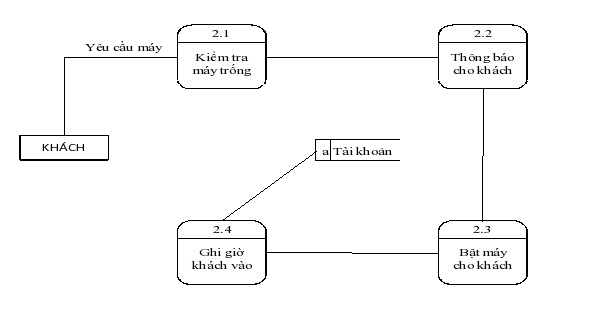 2.1
2.2
Yêu cầu máy
Kiểm tra
máy trống
Thông báo
cho khách
KHÁCH
a Tài khoản
2.4
2.3
Ghi giờ
khách vào
Bật máy
cho khách